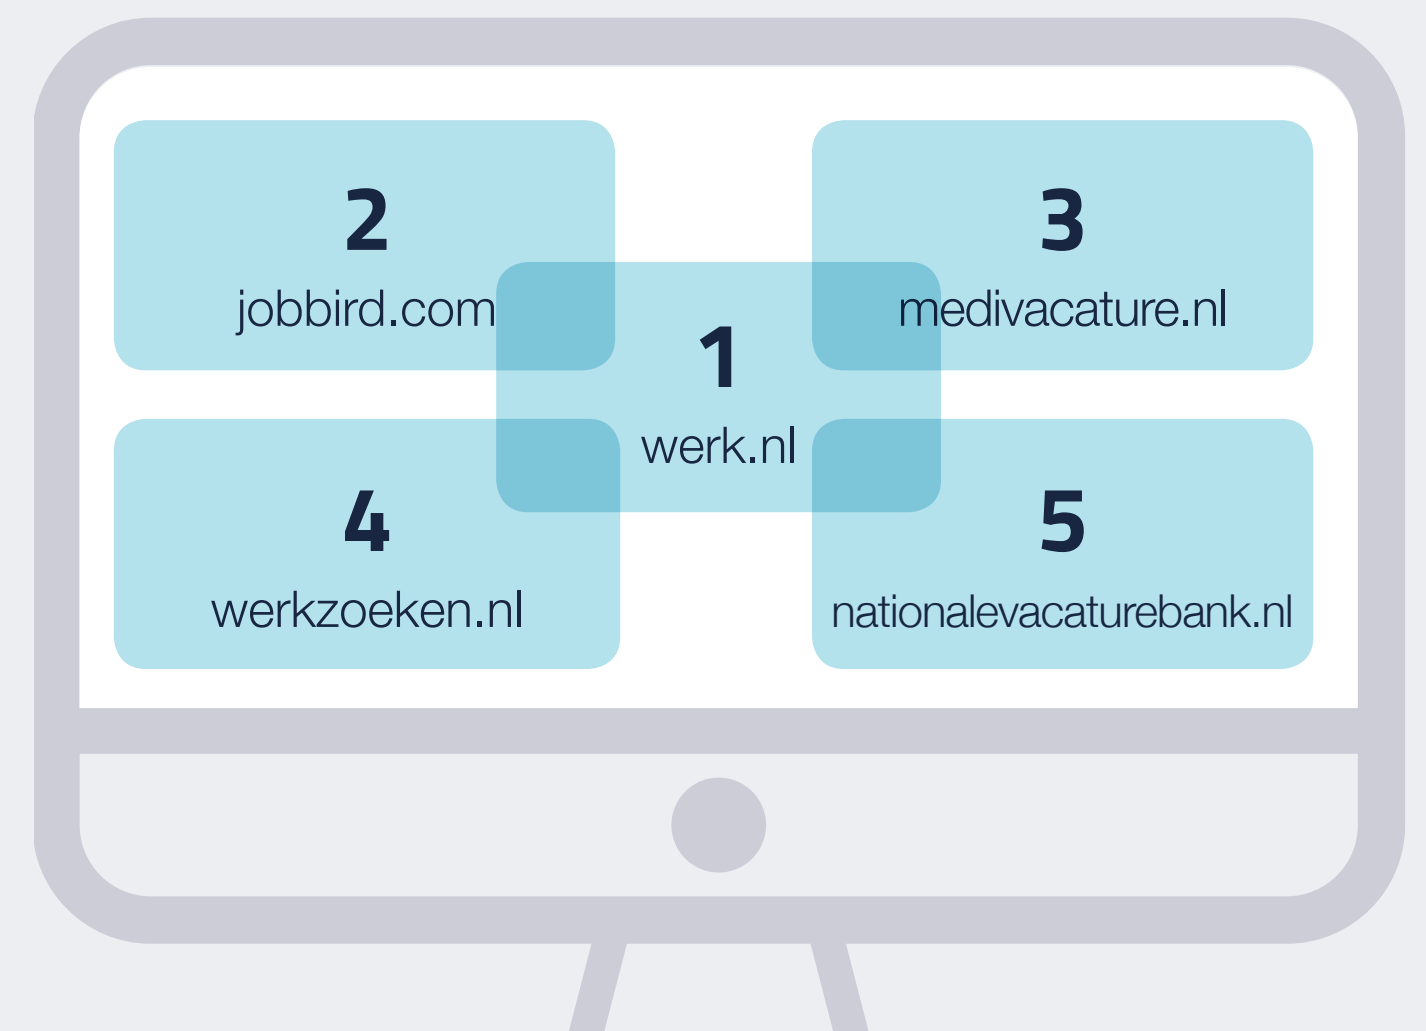 2
jobbird.com
3
medivacature.nl
1
werk.nl
4
werkzoeken.nl
5
nationalevacaturebank.nl